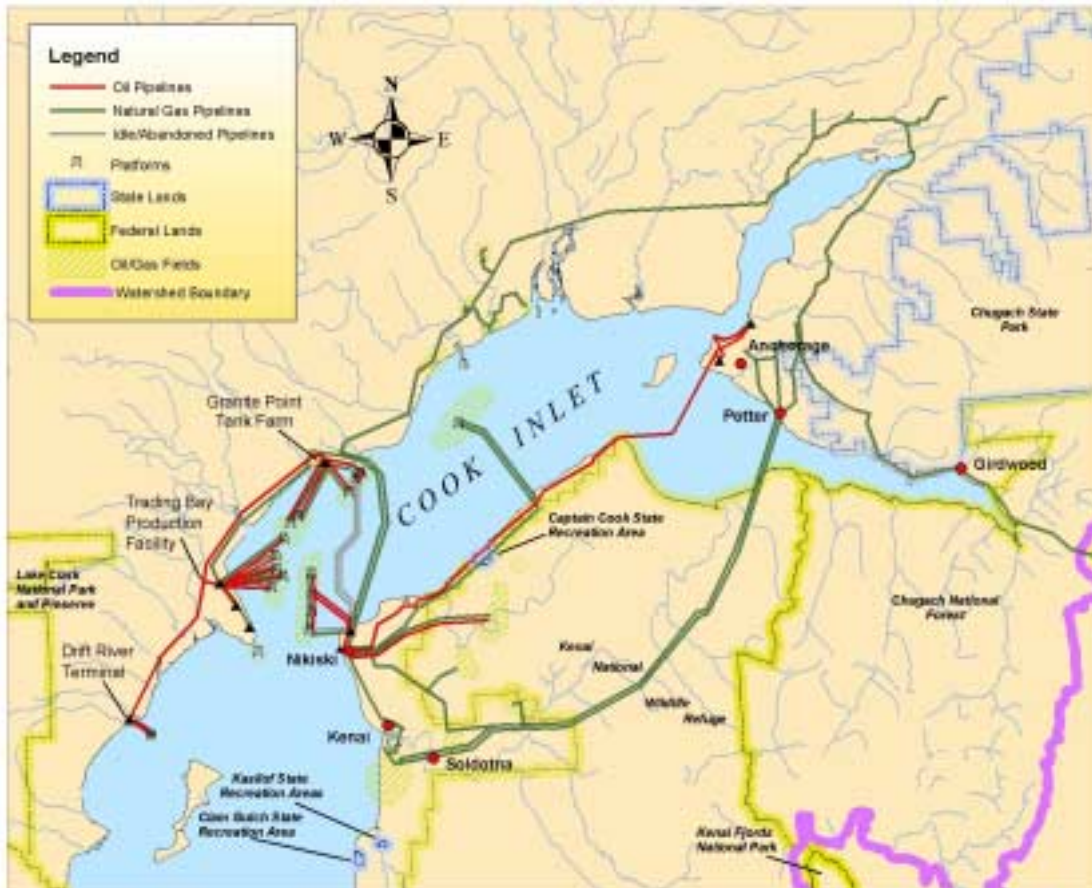 Legend
Oil Pipelines
Natural Gas Pipelines
Idle/Abandoned Pipelines
Platforms
State Lands
Federal Lands
Oil/Gas Fields
Watershed Boundary
N
W
E
S
Chugach State
Park
Anchorage
Granite Point
Tank Farm
COOK INLET
Potter
Girdwood
Trading Bay
Production
Facility
Captain Cook State
Recreation Area
National Park
and Preserve
Chugach National
Forest
Drift River
Terminal
Nikiski
Kenai
National
Wildlife
Refuge
Kenai
Soldotna
Kasilof State
Recreation Areas
Gulch State
Recreation Area
Kenai Fjords
National Park